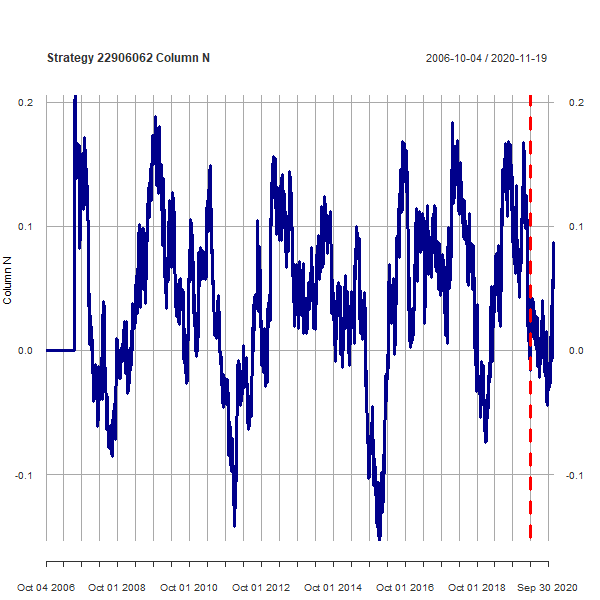 Strategy 22906062 Column N
2006-10-04 / 2020-11-19
0.2
0.2
0.1
0.1
Column N
0.0
0.0
-0.1
-0.1
Oct 04 2006
Oct 01 2008
Oct 01 2010
Oct 01 2012
Oct 01 2014
Oct 01 2016
Oct 01 2018
Sep 30 2020